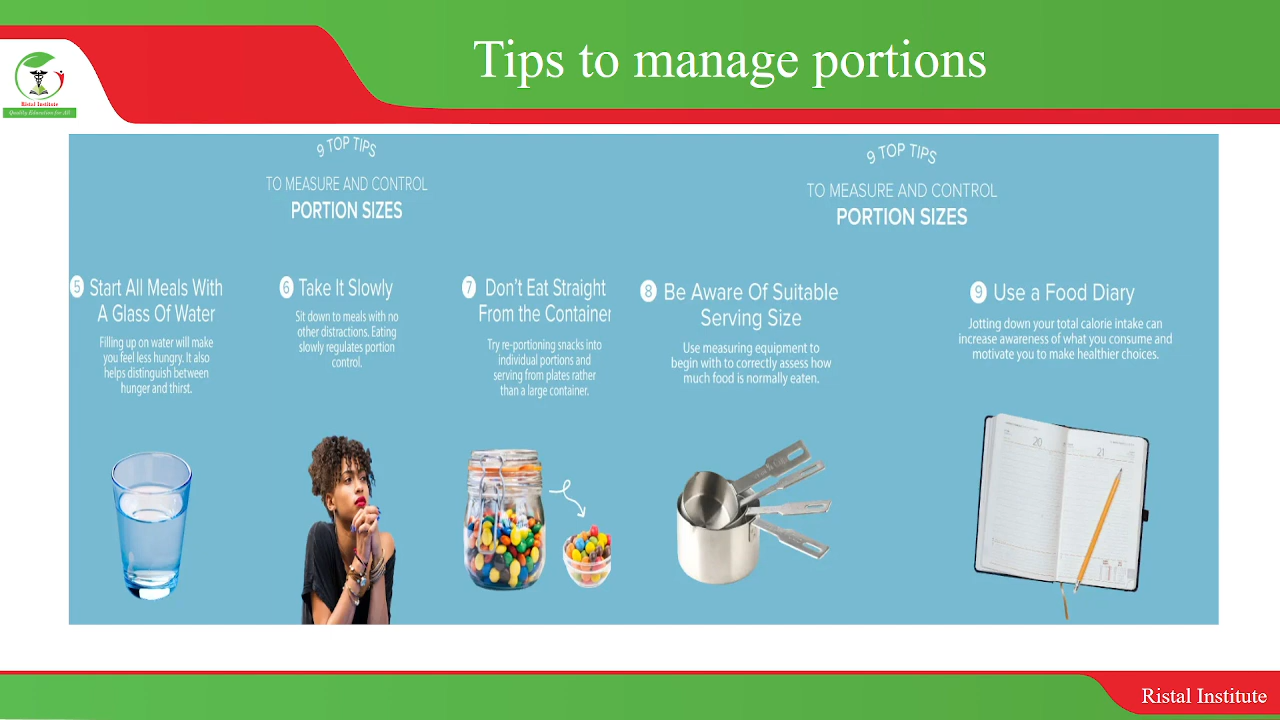 Tips to manage portions
Ristal Institute
Quality Education for All
9 TOP TIPS
TO MEASURE AND CONTROL
PORTION SIZES
5 Start All Meals With
A Glass Of Water
Filling up on water will make
you feel less hungry. It also
helps distinguish between
hunger and thirst.
6 Take It Slowly
Sit down to meals with no
other distractions. Eating
slowly regulates portion
control.
7 Don't Eat Straight
From the Container
Try re-portioning snacks into
individual portions and
serving from plates rather
than a large container.
9 TOP TIPS
TO MEASURE AND CONTROL
PORTION SIZES
8 Be Aware Of Suitable
Serving Size
Use measuring equipment to
begin with to correctly assess how
much food is normally eaten.
9 Use a Food Diary
Jotting down your total calorie intake can
increase awareness of what you consume and
motivate you to make healthier choices.
20
21
Ristal Institute